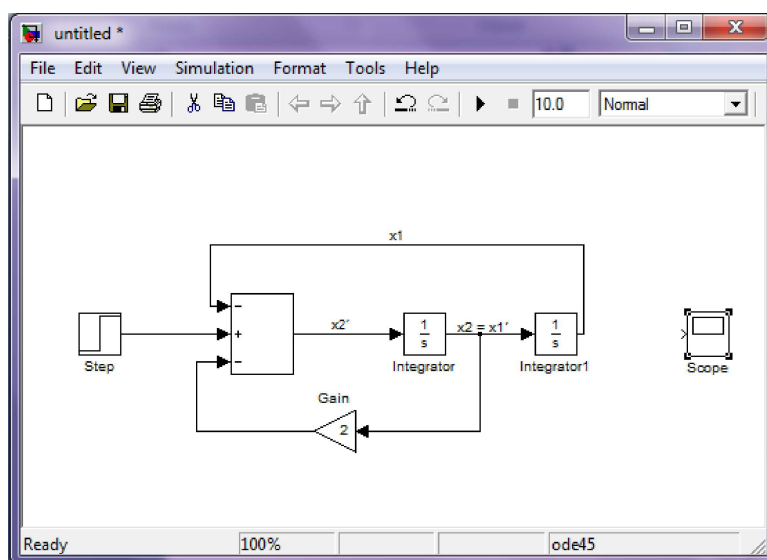 untitled *
File Edit View Simulation Format Tools Help
10.0 Normal
x1
−
x2′ 1 x2 = x1′ 1
+ s s
−
Step Integrator Integrator1 Scope
Gain
2
Ready 100% ode45